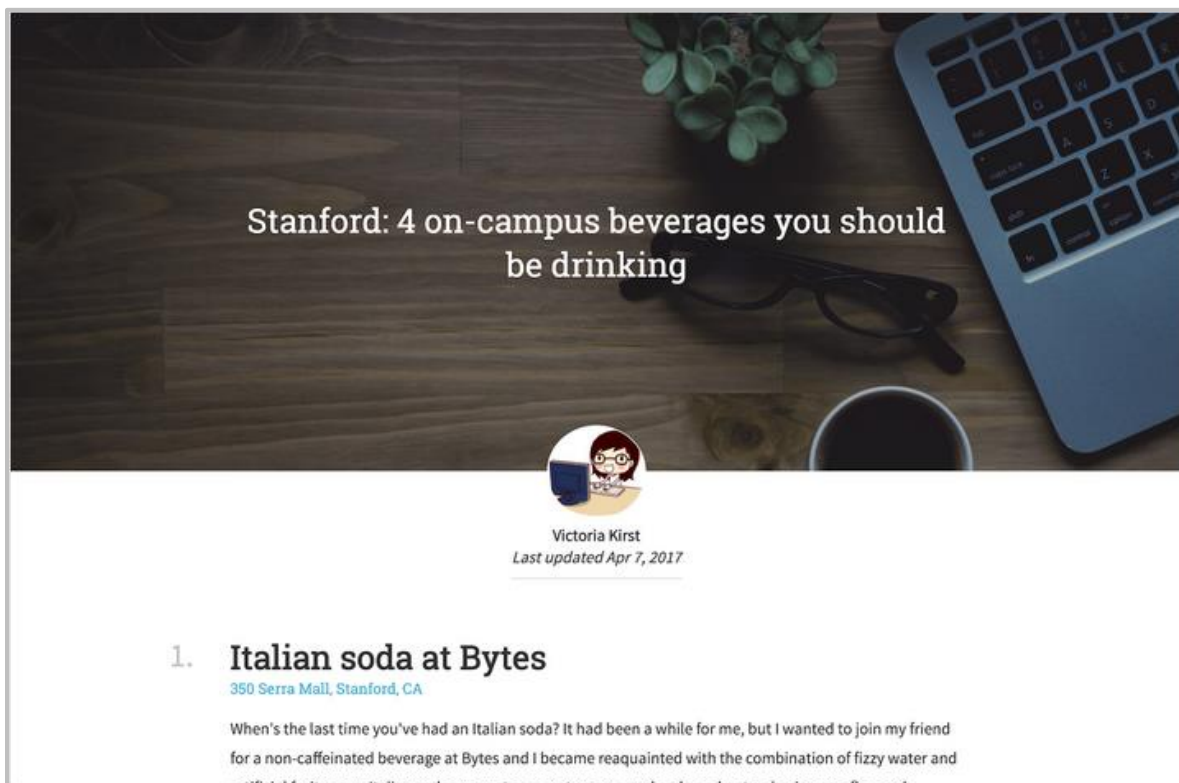 Stanford: 4 on-campus beverages you should
be drinking
Victoria Kirst
Last updated Apr 7, 2017
1. Italian soda at Bytes
350 Serra Mall, Stanford, CA
When's the last time you've had an Italian soda? It had been a while for me, but I wanted to join my friend
for a non-caffeinated beverage at Bytes and I became reaquainted with the combination of fizzy water and